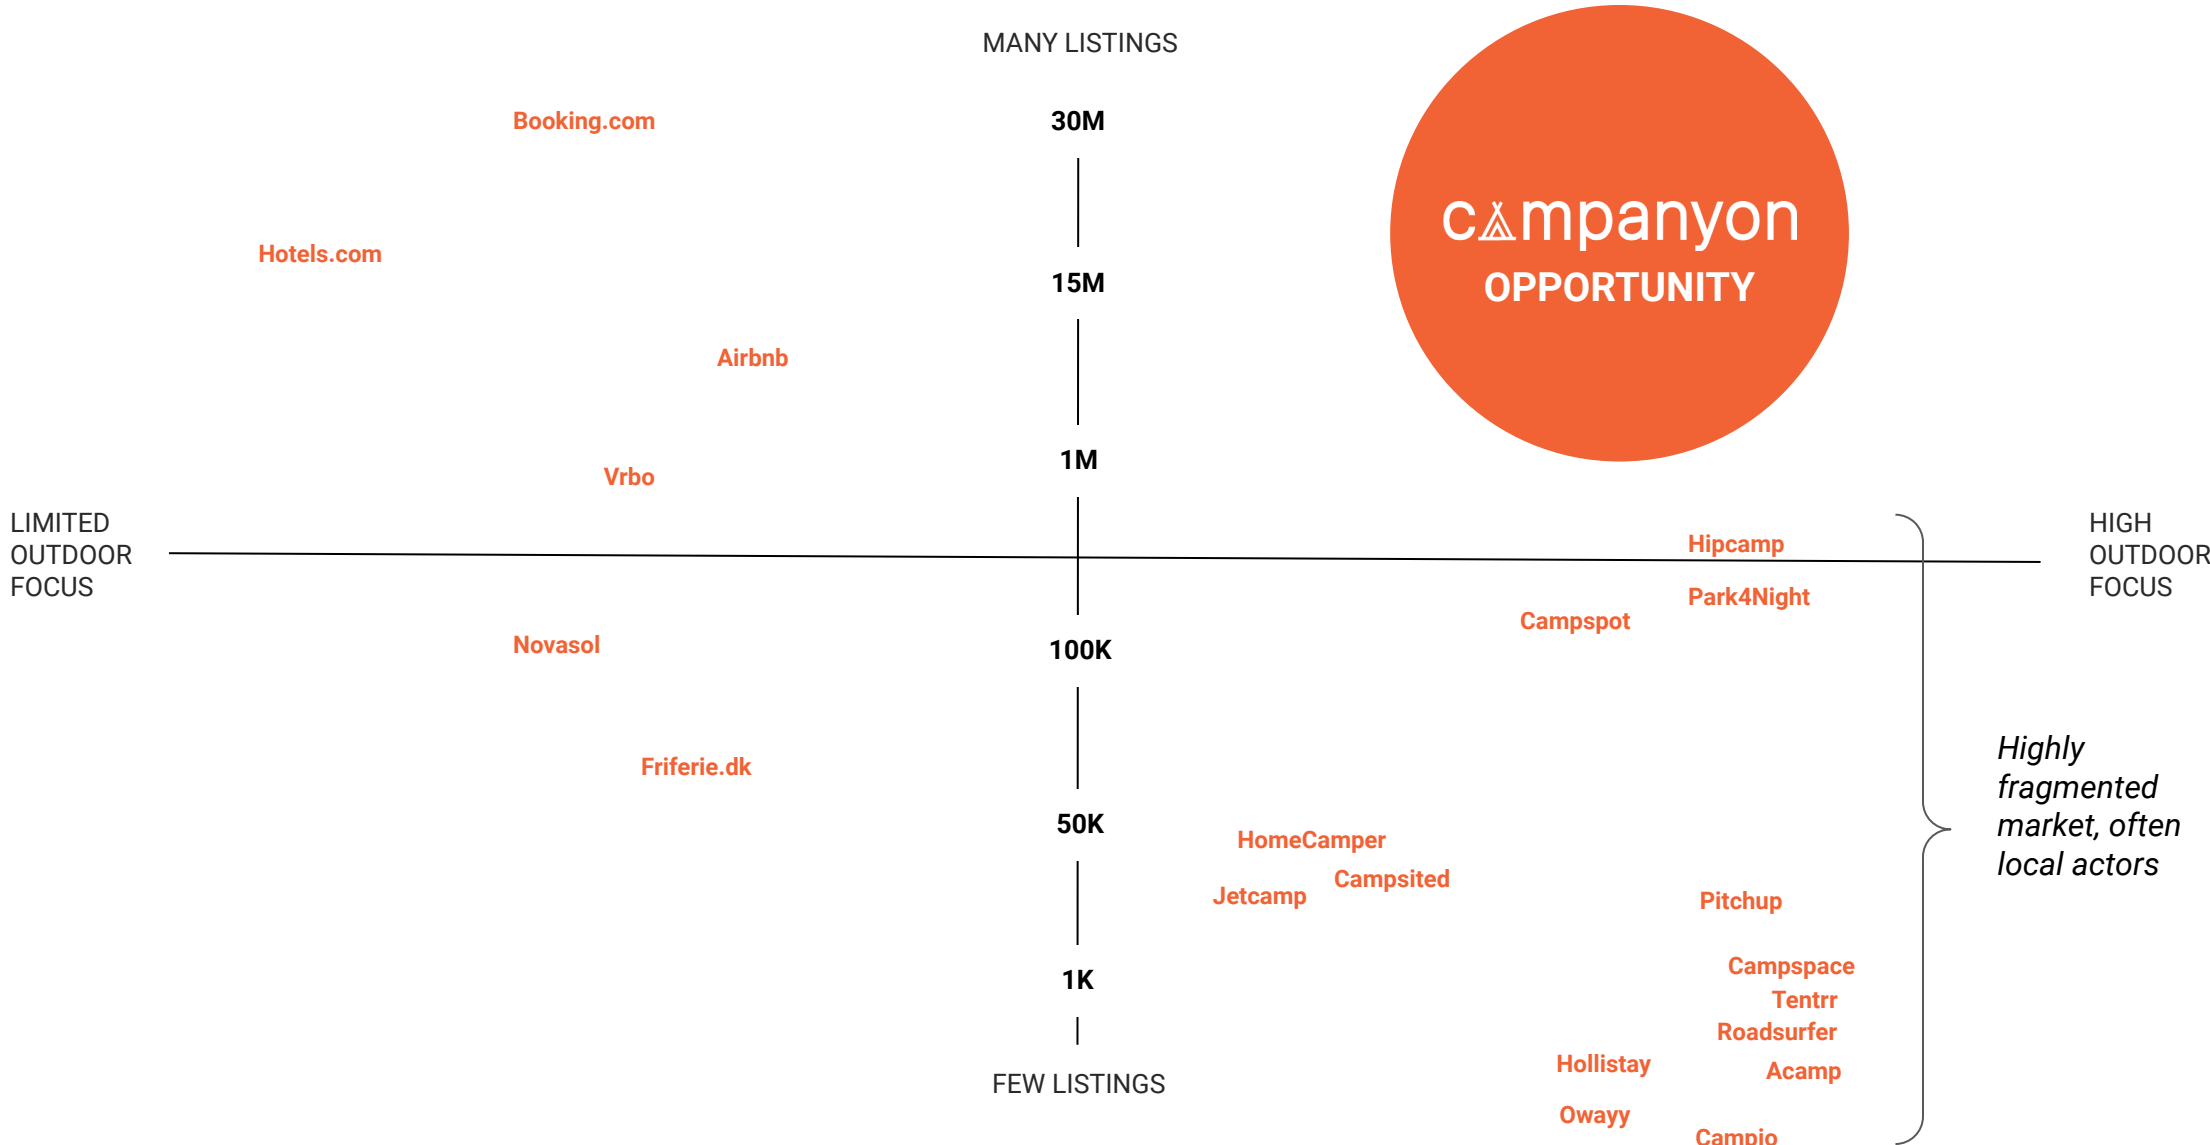 MANY LISTINGS
Booking.com
30M
campanyon
OPPORTUNITY
Hotels.com
15M
Airbnb
1M
Vrbo
LIMITED
OUTDOOR
FOCUS
HIGH
OUTDOOR
FOCUS
Hipcamp
Park4Night
Campspot
Novasol
100K
Friferie.dk
Highly
fragmented
market, often
local actors
50K
HomeCamper
Campsited
Jetcamp
Pitchup
Campspace
1K
Tentrr
Roadsurfer
Hollistay
Acamp
FEW LISTINGS
Owayy
Campio